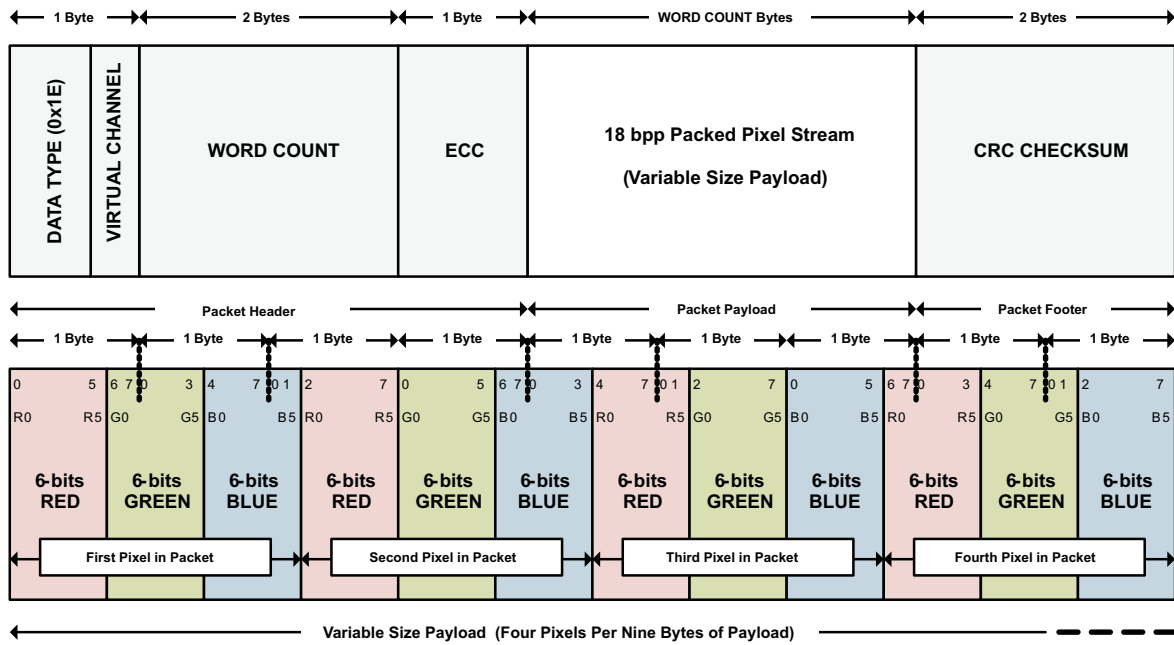 1 Byte 2 Bytes 1 Byte WORD COUNT Bytes 2 Bytes
DATA TYPE (0x1E)
VIRTUAL CHANNEL
WORD COUNT
ECC
18 bpp Packed Pixel Stream
(Variable Size Payload)
CRC CHECKSUM
Packet Header Packet Payload Packet Footer
1 Byte 1 Byte 1 Byte 1 Byte 1 Byte 1 Byte 1 Byte 1 Byte 1 Byte
0 5 6 7 0 3 4 7 0 1 2 7 0 5 6 7 0 3 4 7 0 1 2 7 0 5 6 7 0 3 4 7 0 1 2 7
R0 R5 G0 G5 B0 B5 R0 R5 G0 G5 B0 B5 R0 R5 G0 G5 B0 B5 R0 R5 G0 G5 B0 B5
6-bits 6-bits 6-bits 6-bits 6-bits 6-bits 6-bits 6-bits 6-bits 6-bits 6-bits 6-bits
RED GREEN BLUE RED GREEN BLUE RED GREEN BLUE RED GREEN BLUE
First Pixel in Packet Second Pixel in Packet Third Pixel in Packet Fourth Pixel in Packet
Variable Size Payload (Four Pixels Per Nine Bytes of Payload)